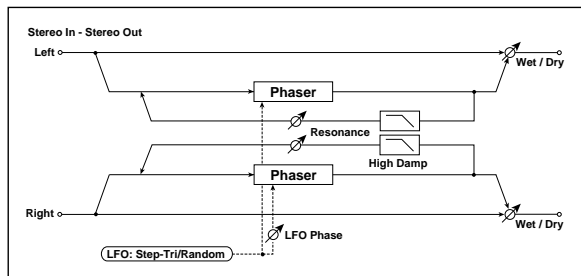 Stereo In - Stereo Out
Left
Wet / Dry
Phaser
Resonance
High Damp
Phaser
Right
Wet / Dry
LFO Phase
LFO: Step-Tri/Random